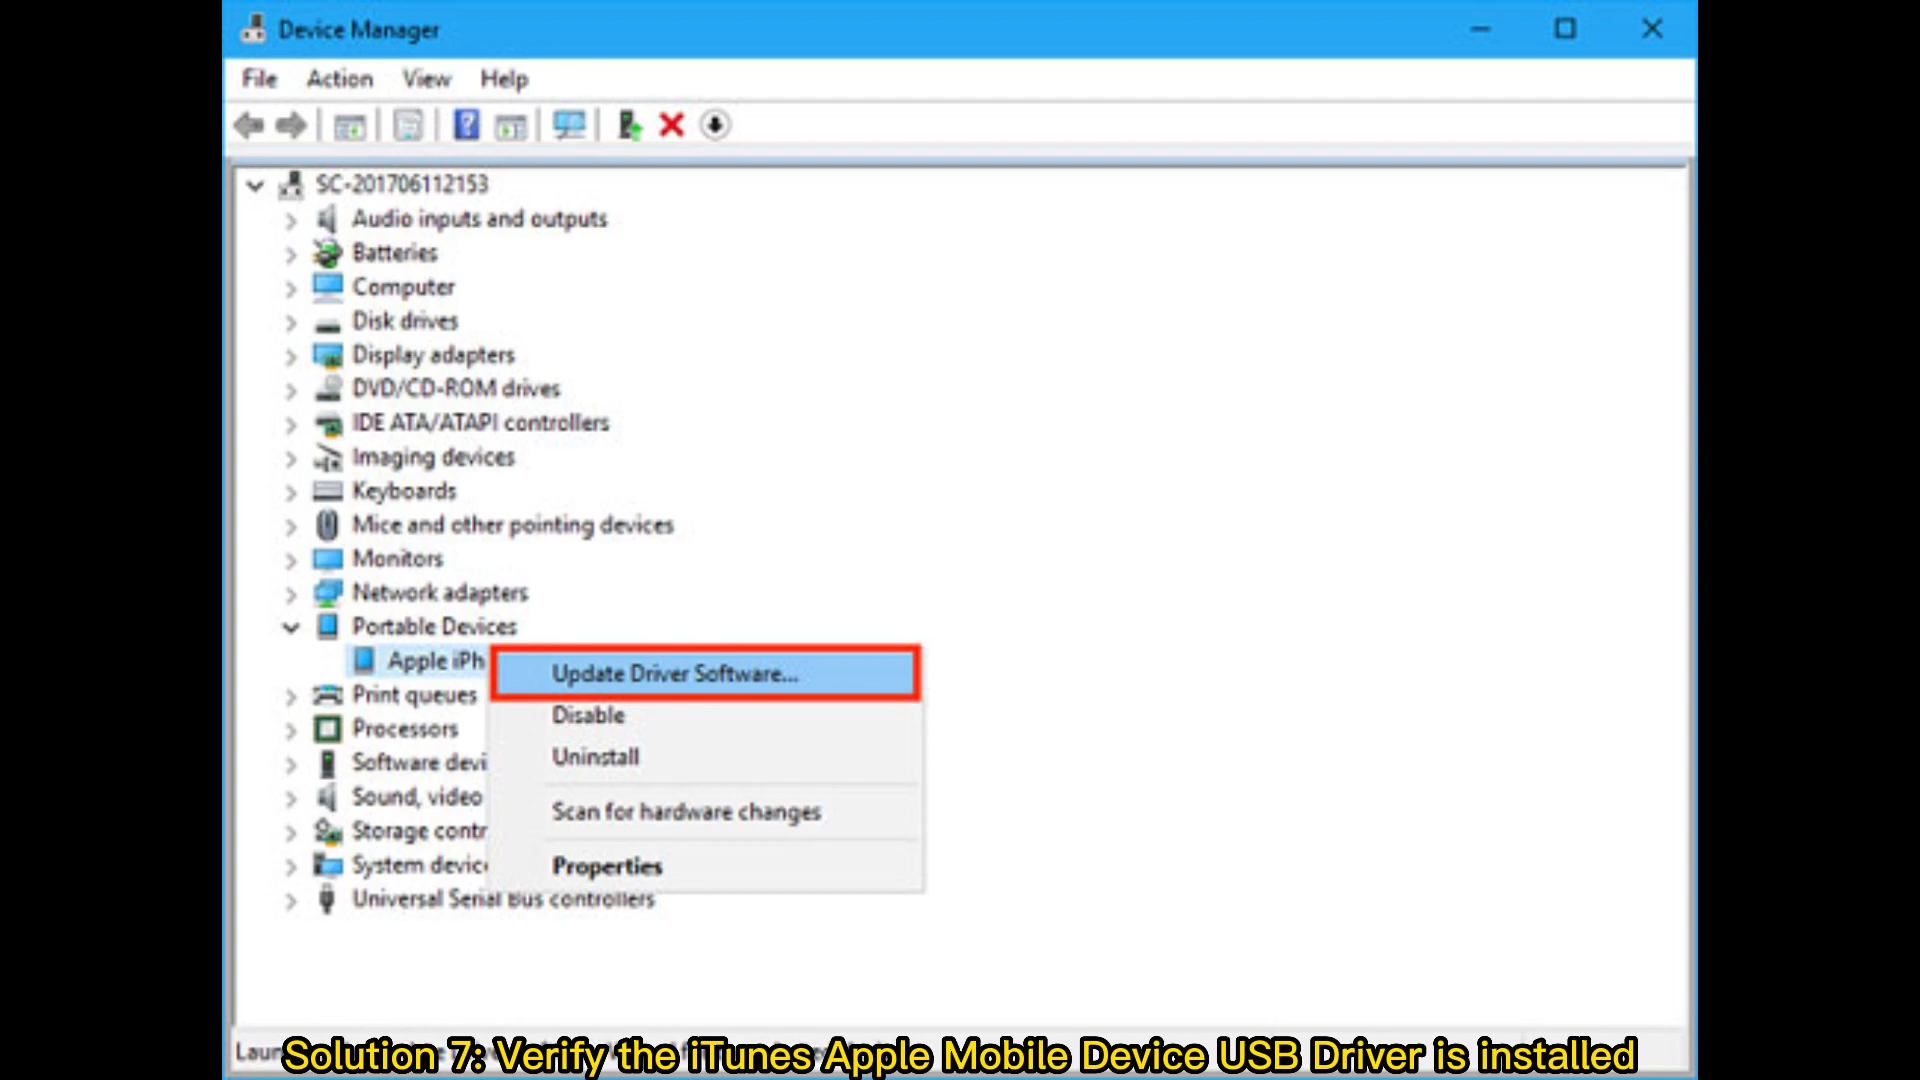 Device Manager
File Action View Help
SC-201706112153
Audio inputs and outputs
Batteries
Computer
Disk drives
Display adapters
DVD/CD-ROM drives
IDE ATA/ATAPI controllers
Imaging devices
Keyboards
Mice and other pointing devices
Monitors
Network adapters
Portable Devices
Apple iPh
Update Driver Software...
Print queues
Disable
Processors
Uninstall
Software devi
Sound, video
Scan for hardware changes
Storage contr
System device
Properties
Universal Serial Bus controllers
Solution 7: Verify the iTunes Apple Mobile Device USB Driver is installed